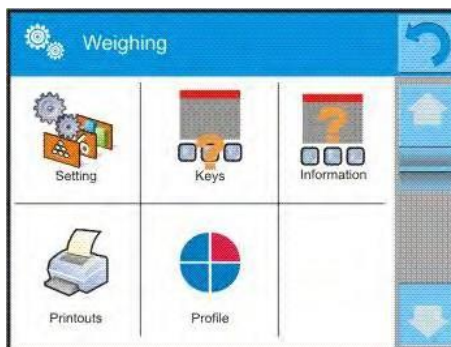 Weighing
Setting
Keys
Information
Printouts
Profile